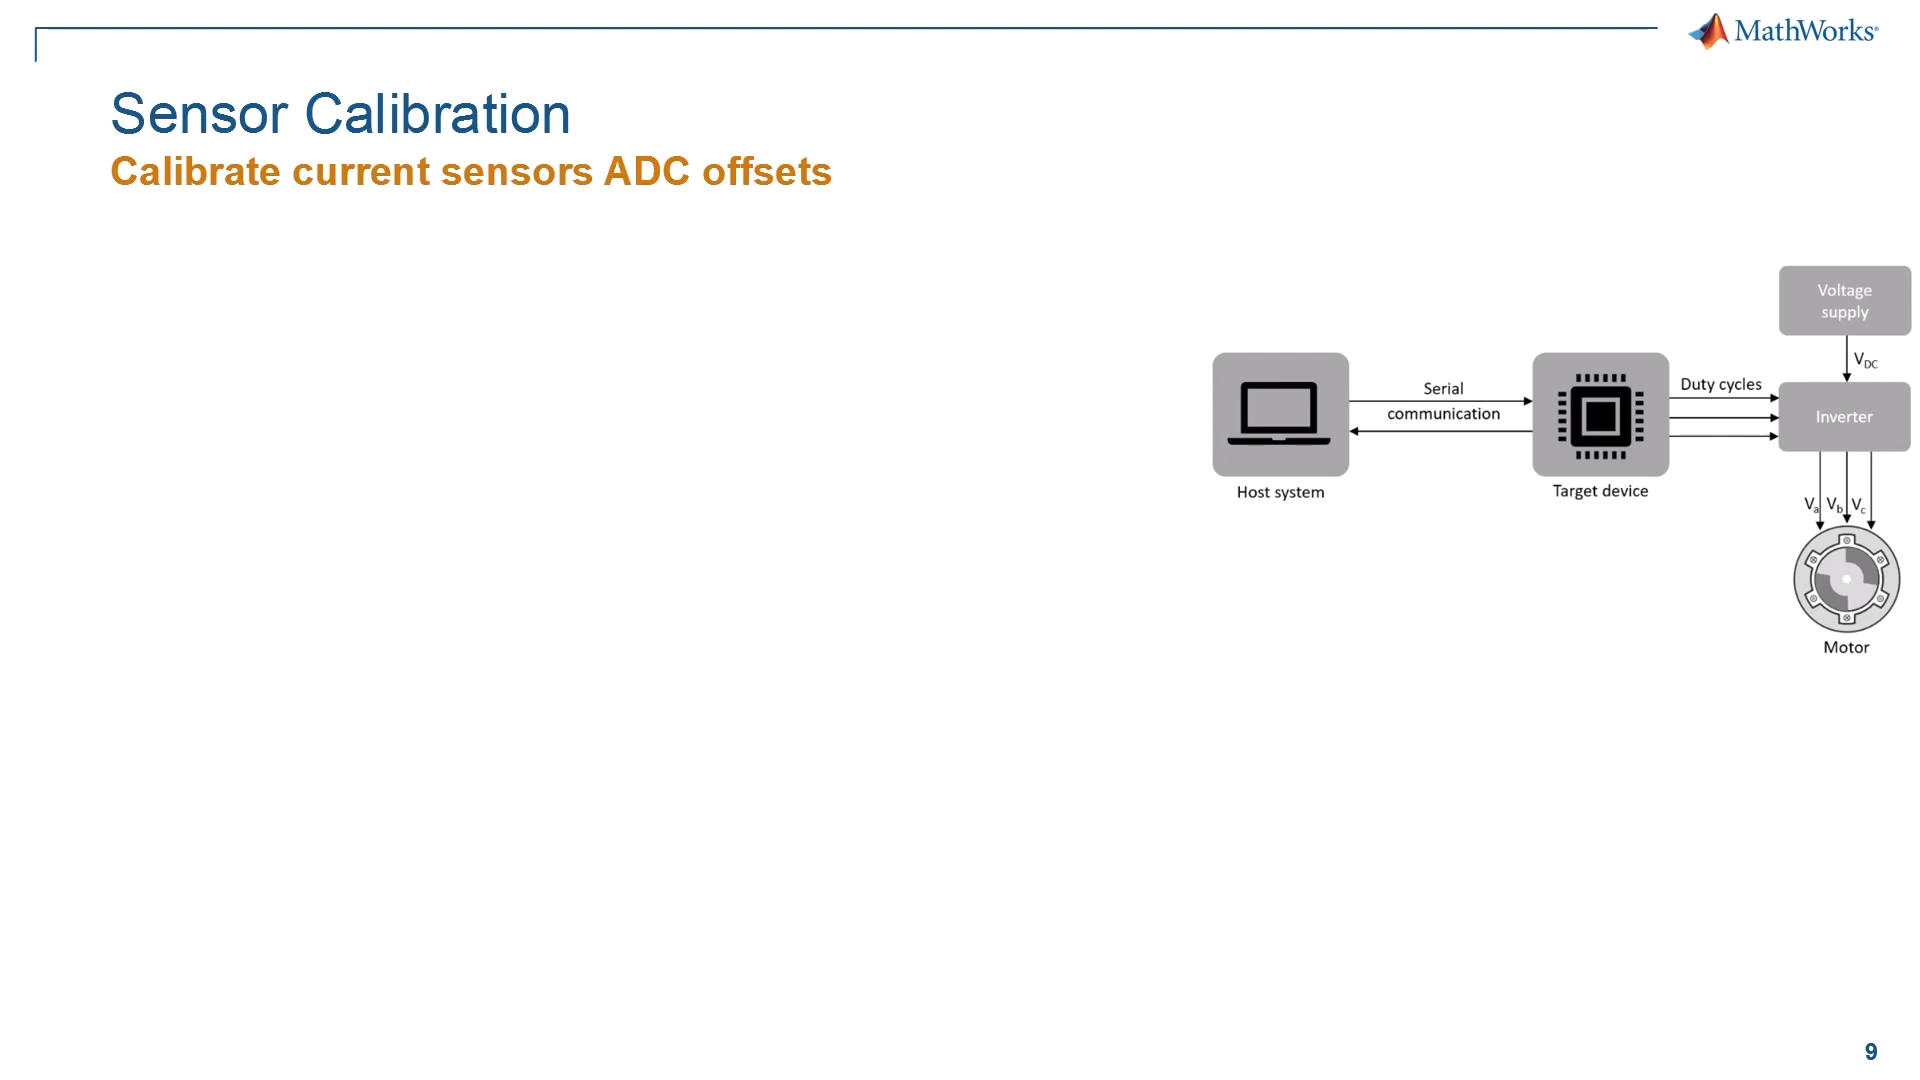 MathWorks
Sensor Calibration
Calibrate current sensors ADC offsets
Voltage
supply
VDC
Serial
communication
Duty cycles
Inverter
Host system
Target device
Va Vb Vc
Motor
9